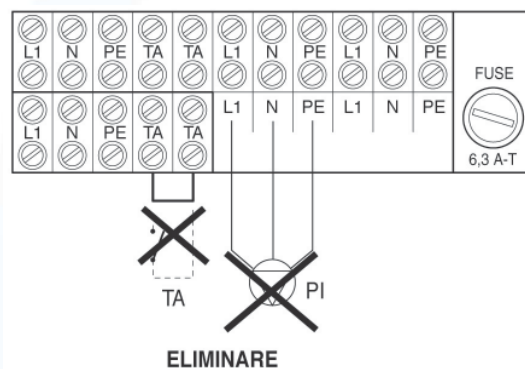 L1 N PE TA TA L1 N PE L1 N PE
FUSE
L1 N PE TA TA L1 N PE L1 N PE
6,3 A-T
TA PI
ELIMINARE